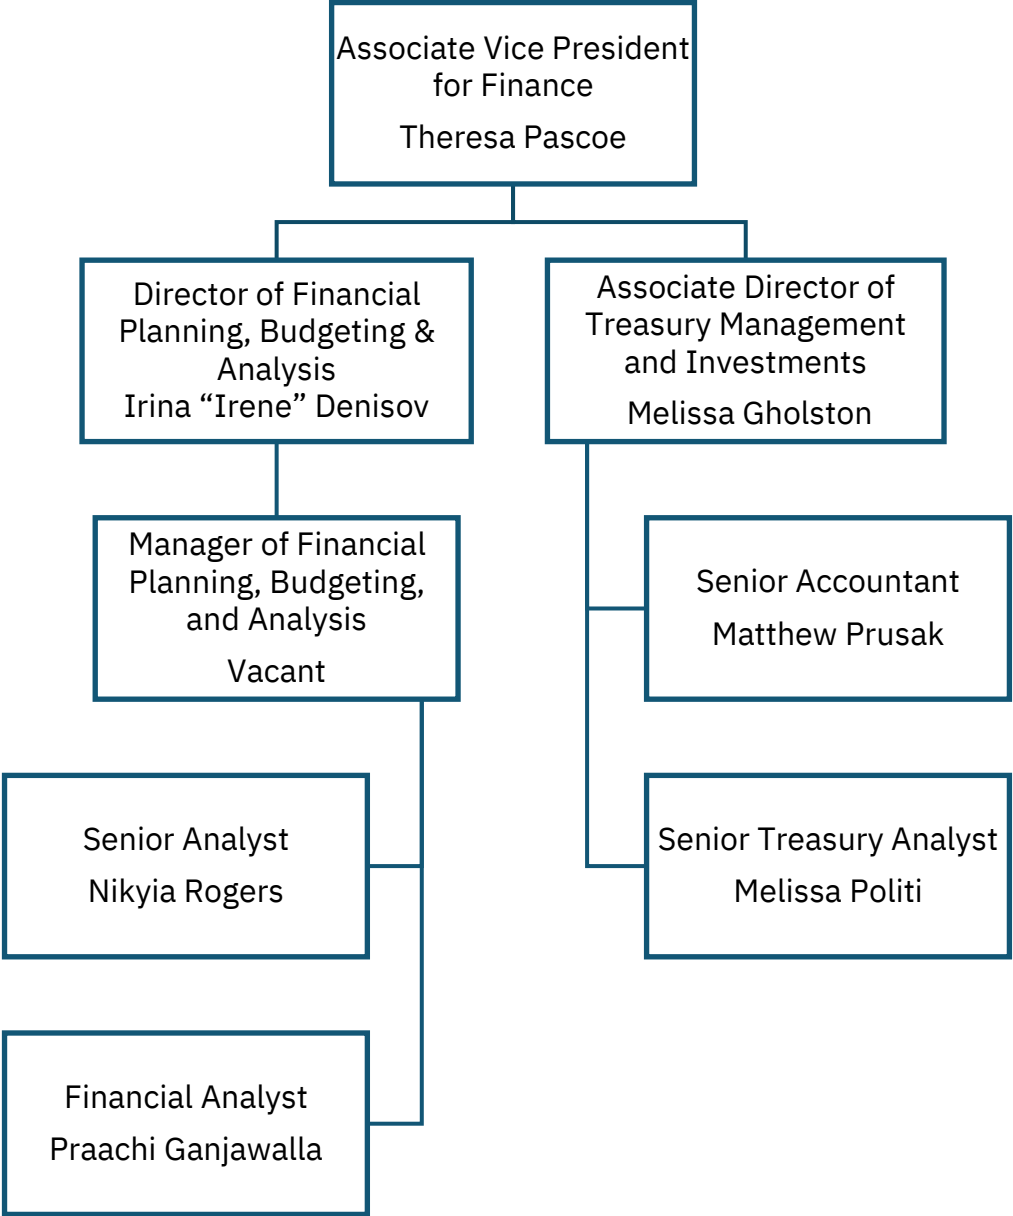 Associate Vice President
for Finance
Theresa Pascoe
Director of Financial
Planning, Budgeting &
Analysis
Irina “Irene” Denisov
Associate Director of
Treasury Management
and Investments
Melissa Gholston
Manager of Financial
Planning, Budgeting,
and Analysis
Vacant
Senior Accountant
Matthew Prusak
Senior Analyst
Nikyia Rogers
Senior Treasury Analyst
Melissa Politi
Financial Analyst
Praachi Ganjawalla